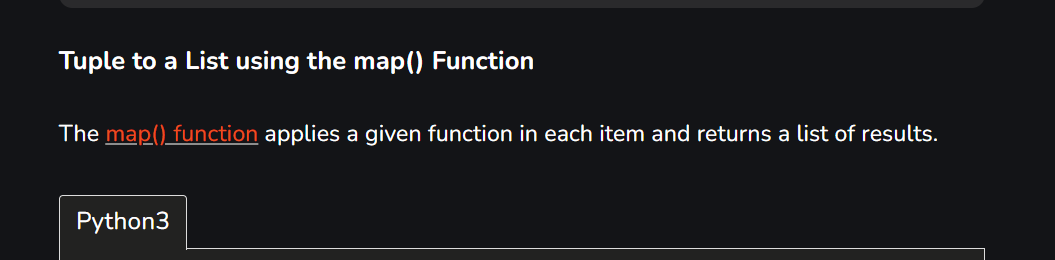 Tuple to a List using the map() Function
The map() function applies a given function in each item and returns a list of results.
Python3